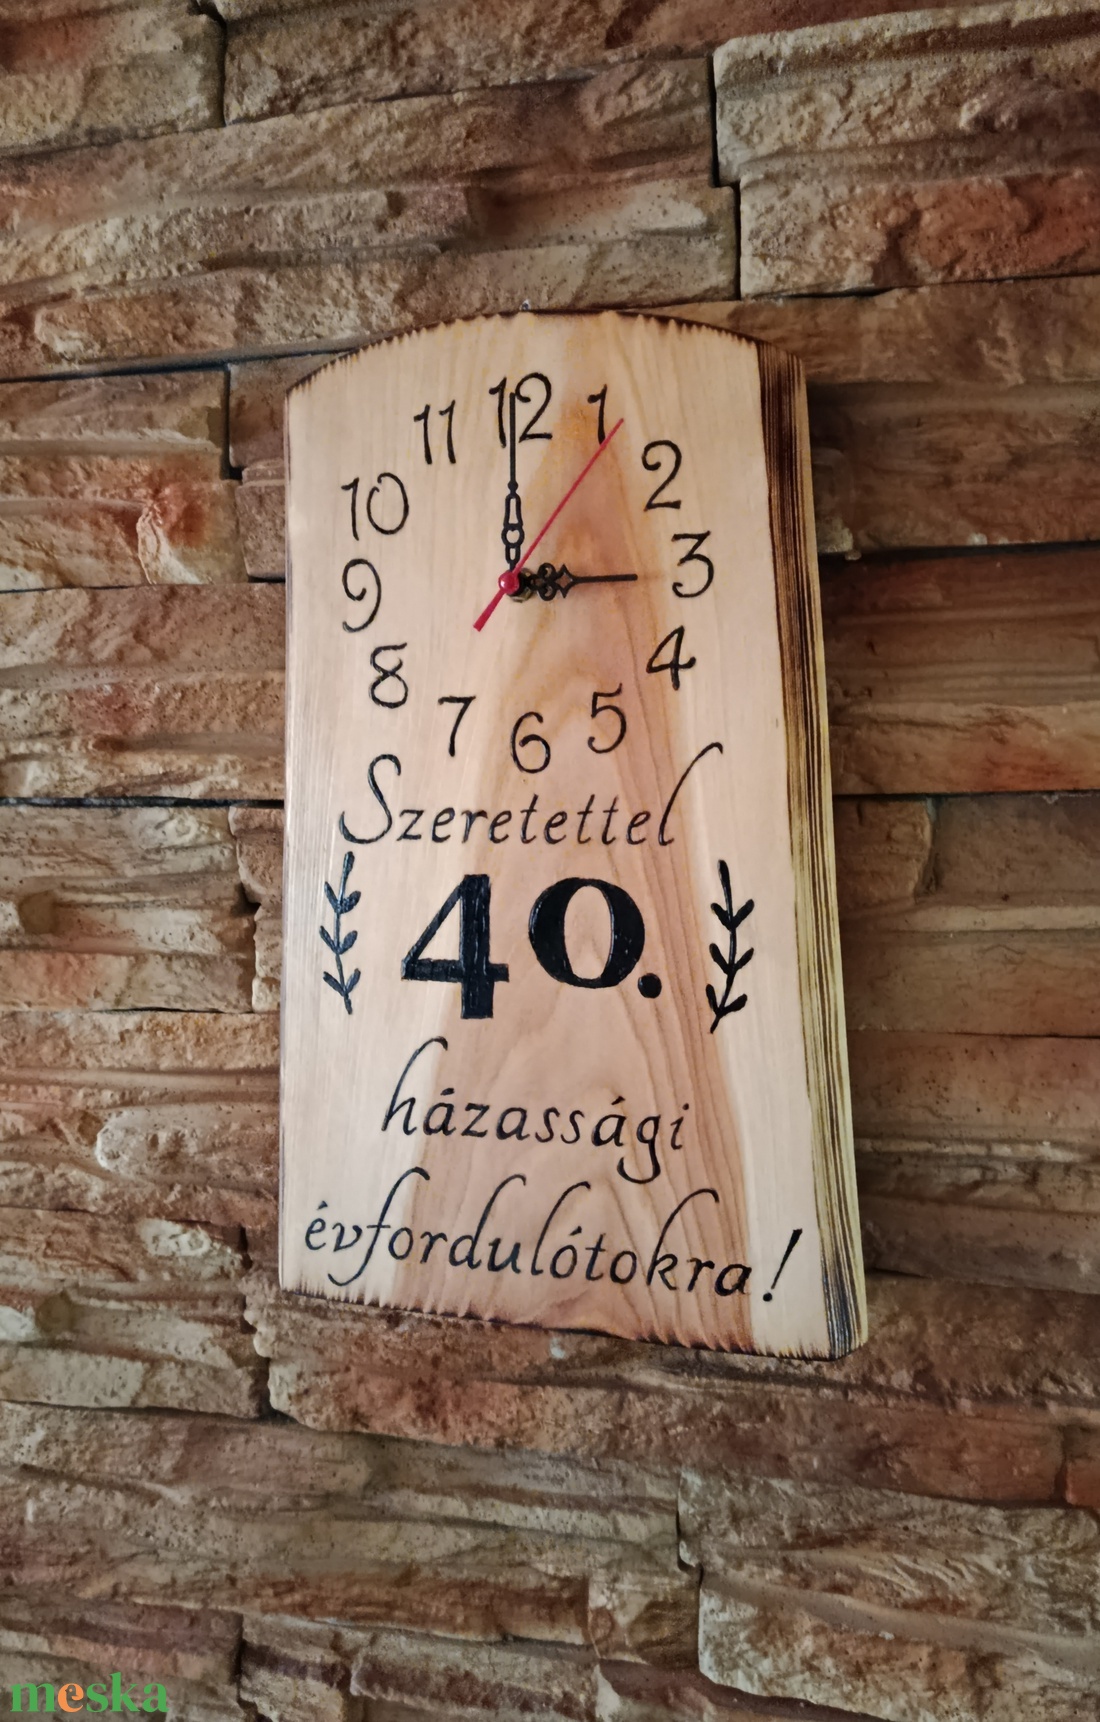 12
11 1
10 2
9 3
8 4
7 6 5
Szeretettel
40.
házassági
évfordulótokra!
meska